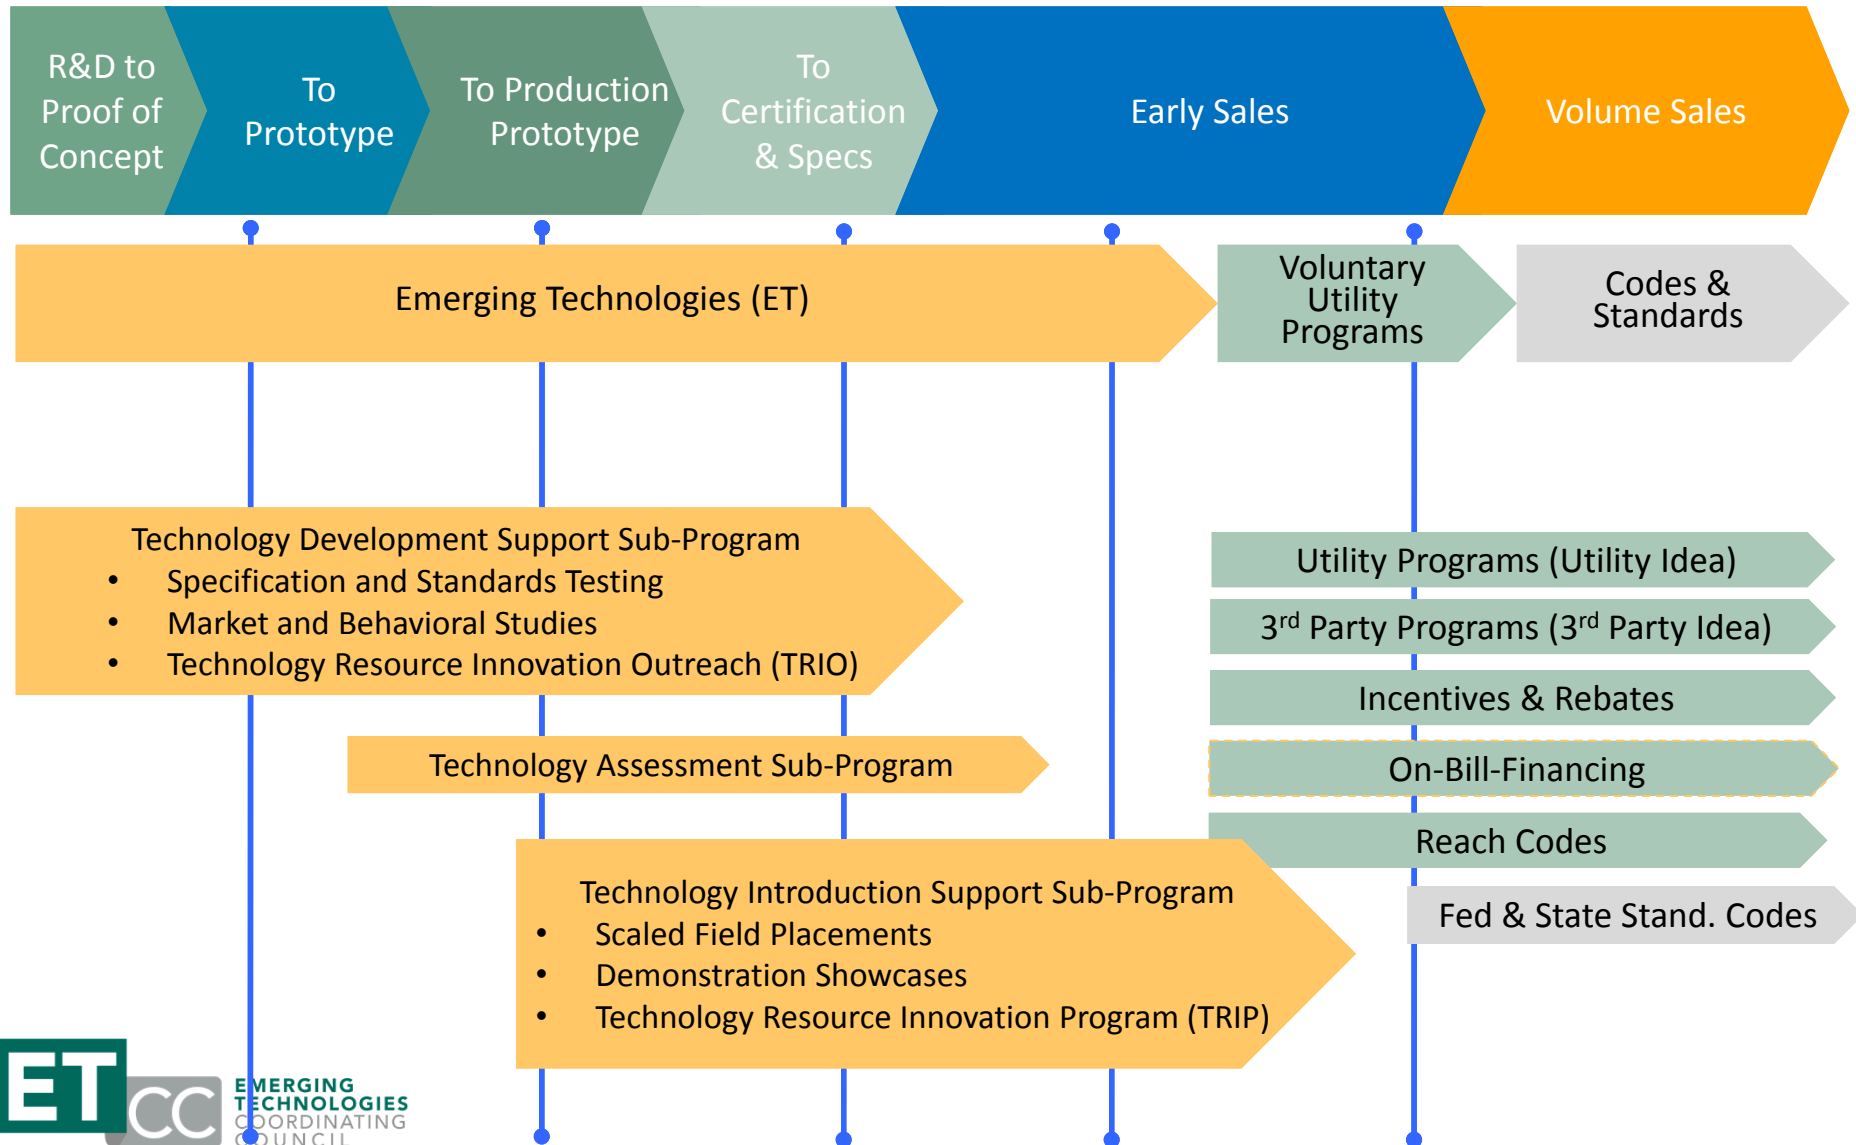 R&D to
Proof of
Concept
To
Prototype
To Production
Prototype
To
Certification
& Specs
Early Sales
Volume Sales
Emerging Technologies (ET)
Voluntary
Utility
Programs
Codes &
Standards
Technology Development Support Sub-Program
• Specification and Standards Testing
• Market and Behavioral Studies
• Technology Resource Innovation Outreach (TRIO)
Utility Programs (Utility Idea)
3rd Party Programs (3rd Party Idea)
Incentives & Rebates
Technology Assessment Sub-Program
On-Bill-Financing
Reach Codes
Technology Introduction Support Sub-Program
• Scaled Field Placements
• Demonstration Showcases
• Technology Resource Innovation Program (TRIP)
Fed & State Stand. Codes
ET
CC
EMERGING
TECHNOLOGIES
COORDINATING
COUNCIL